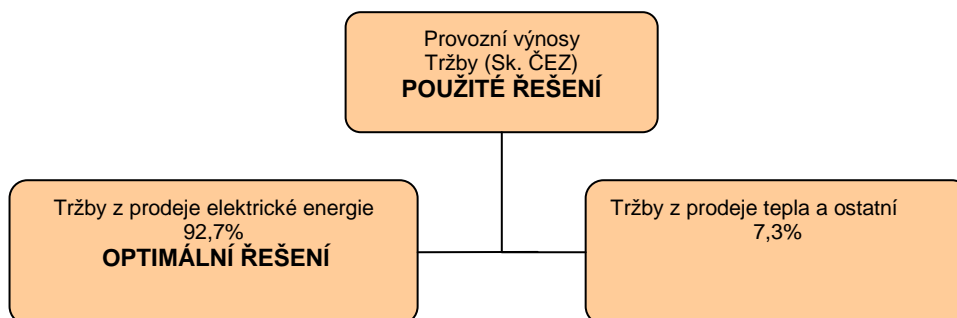 Provozní výnosy
Tržby (Sk. ČEZ)
POUŽITÉ ŘEŠENÍ
Tržby z prodeje elektrické energie
92,7%
OPTIMÁLNÍ ŘEŠENÍ
Tržby z prodeje tepla a ostatní
7,3%